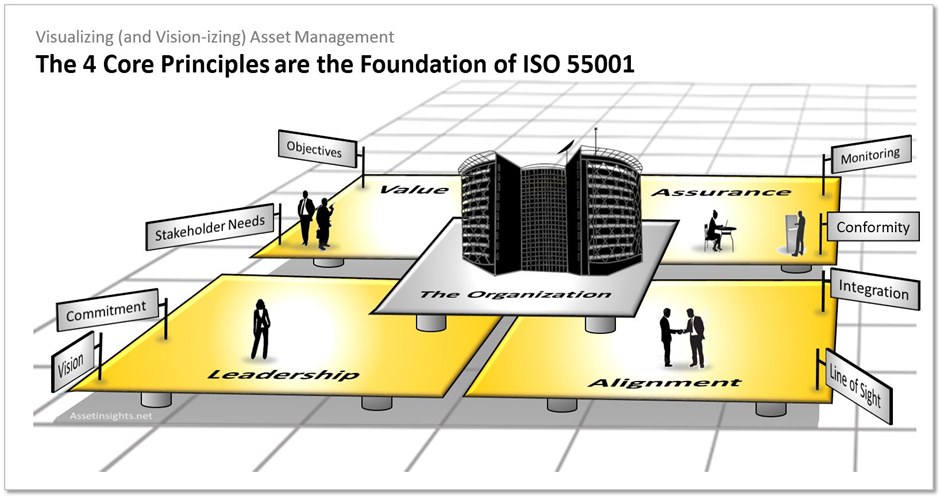 Visualizing (and Vision-izing) Asset Management
The 4 Core Principles are the Foundation of ISO 55001
Objectives
Value
Assurance
Monitoring
Stakeholder Needs
Conformity
The Organization
Integration
Commitment
Vision
Leadership
Alignment
Line of Sight
Assetinsights.net